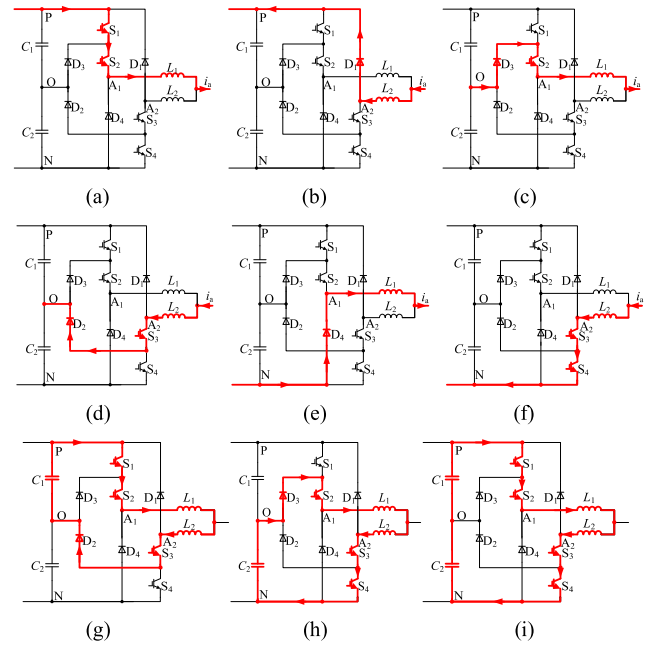 P
S1
C1
D3
S2
D1
L1
ia
O
A1
L2
D2
A2
C2
D4
S3
S4
N
(a)
P
S1
C1
D3
S2
D1
L1
ia
O
A1
L2
D2
A2
C2
D4
S3
S4
N
(b)
P
S1
C1
D3
S2
D1
L1
ia
O
A1
L2
D2
A2
C2
D4
S3
S4
N
(c)
P
S1
C1
D3
S2
D1
L1
ia
O
A1
L2
D2
A2
C2
D4
S3
S4
N
(d)
P
S1
C1
D3
S2
D1
L1
ia
O
A1
L2
D2
A2
C2
D4
S3
S4
N
(e)
P
S1
C1
D3
S2
D1
L1
ia
O
A1
L2
D2
A2
C2
D4
S3
S4
N
(f)
P
S1
C1
D3
S2
D1
L1
O
A1
L2
D2
A2
C2
D4
S3
S4
N
(g)
P
S1
C1
D3
S2
D1
L1
O
A1
L2
D2
A2
C2
D4
S3
S4
N
(h)
P
S1
C1
D3
S2
D1
L1
O
A1
L2
D2
A2
C2
D4
S3
S4
N
(i)